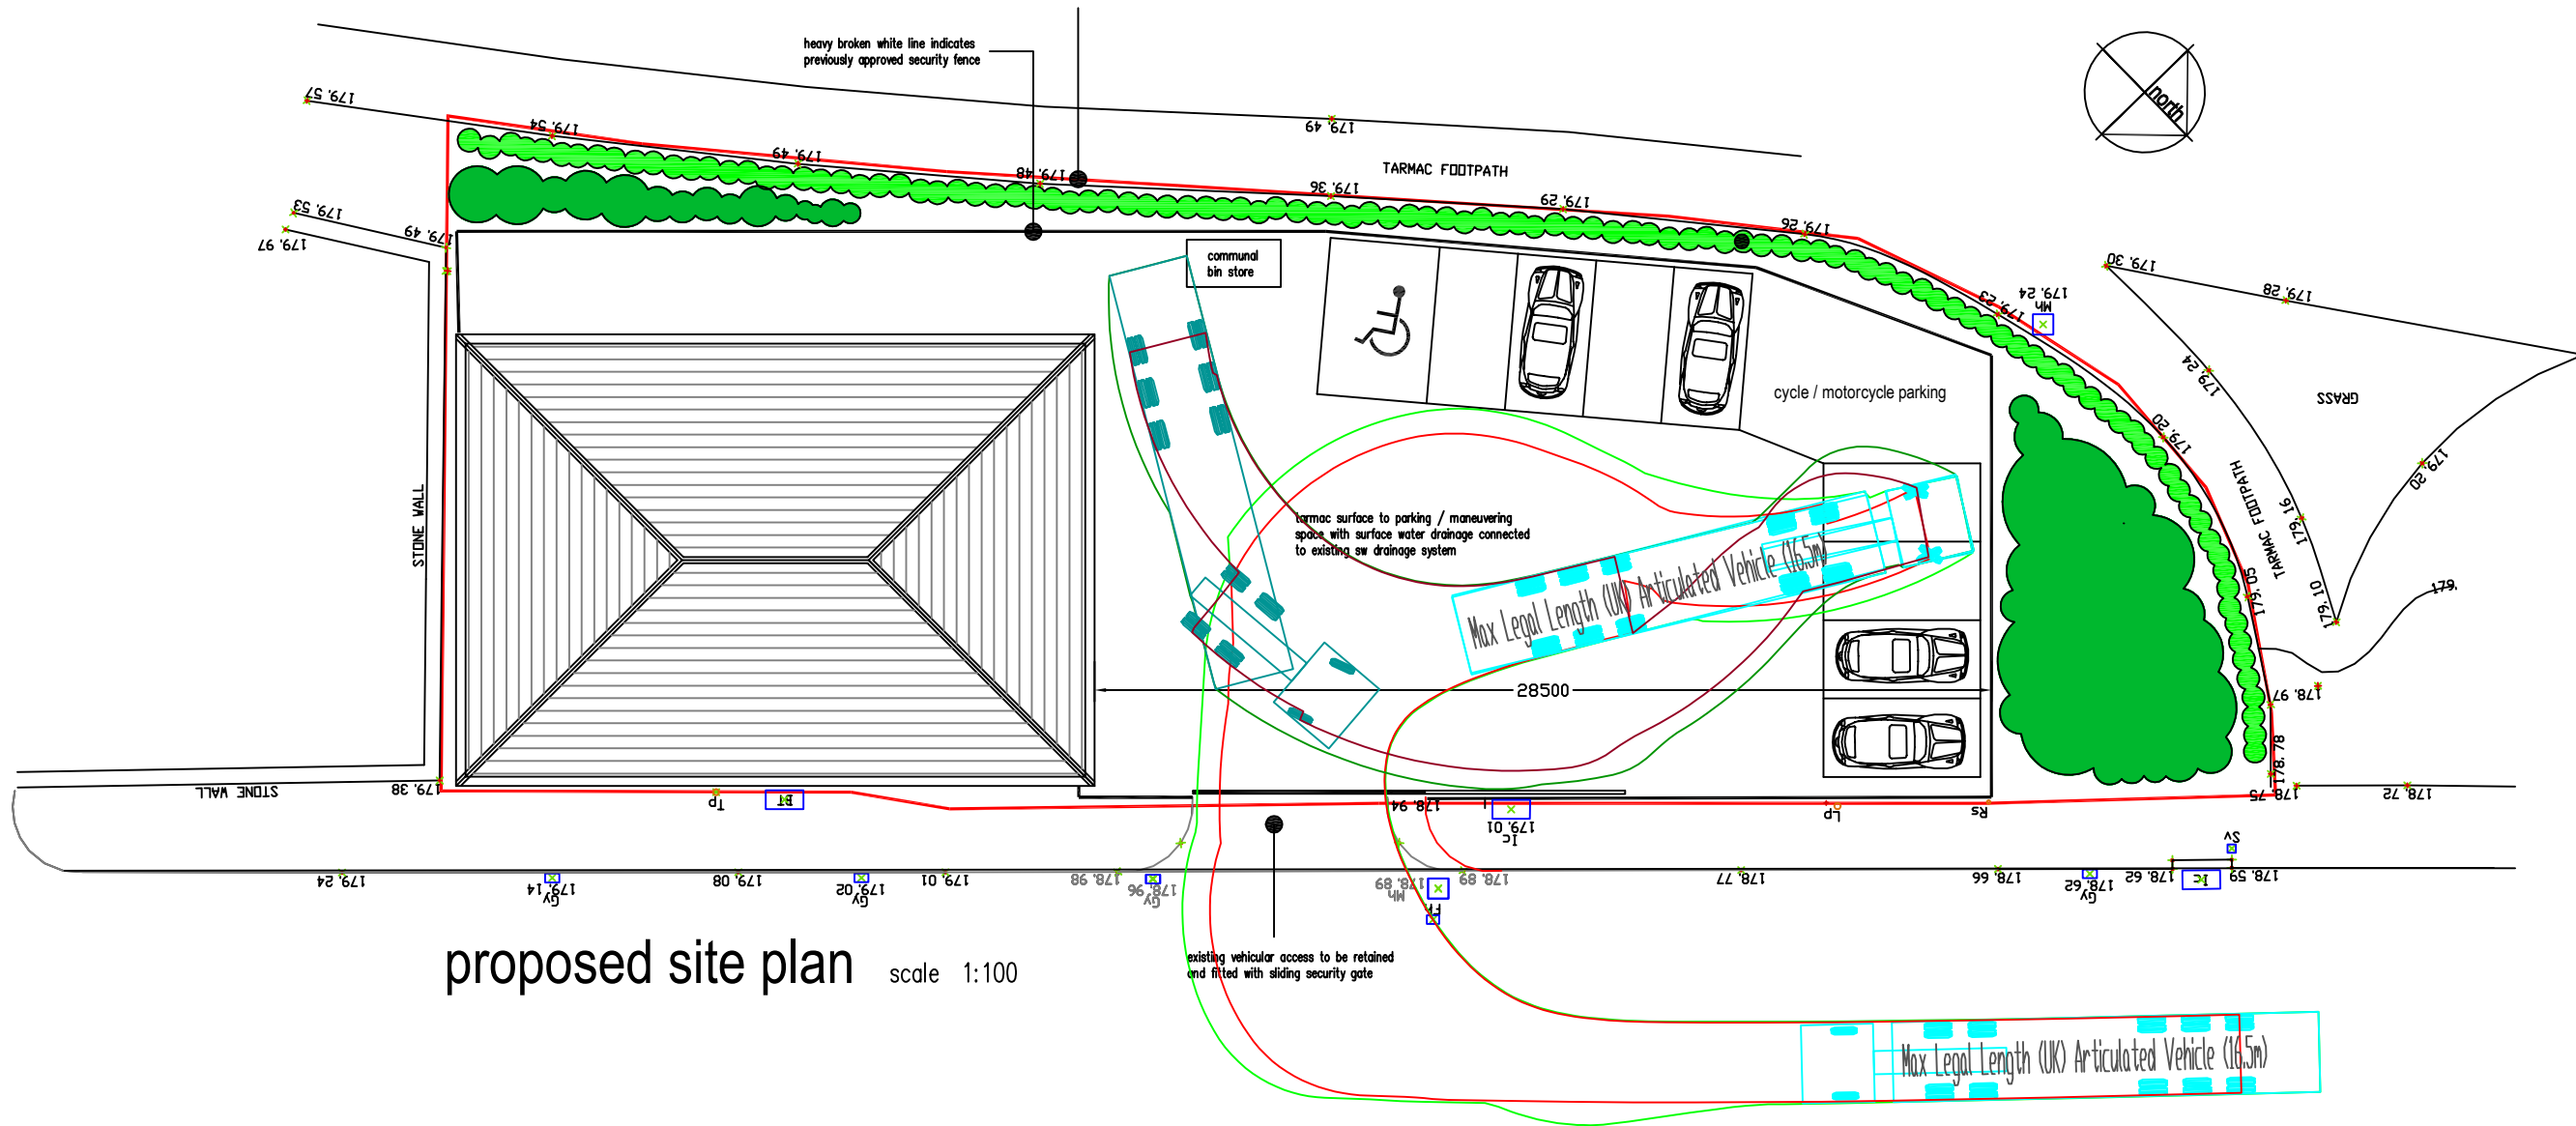 heavy broken white line indicates
previously approved security fence
north
179.57
179.54
179.49
179.49
TARMAC FOOTPATH
179.48
179.36
179.29
179.26
179.53
179.97
179.49
communal
bin store
179.30
179.28
179.23
179.24
Mh
179.24
GRASS
cycle / motorcycle parking
179.20
179.20
STONE WALL
tarmac surface to parking / maneuvering
space with surface water drainage connected
to existing sw drainage system
Max Legal Length (UK) Articulated Vehicle (16.5m)
TARMAC FOOTPATH
179.16
179.05
179.10
179.
28500
178.97
178.78
STONE WALL
179.38
Tp
BT
178.94
179.01
Ic
Lp
Rs
178.75
178.72
Sv
179.24
179.14
Gy
179.08
179.02
Gy
179.01
178.98
178.96
Gy
178.89
Mh
178.89
178.77
178.66
178.62
Gy
178.62
Ic
178.59
proposed site plan scale 1:100
existing vehicular access to be retained
and fitted with sliding security gate
Max Legal Length (UK) Articulated Vehicle (16.5m)